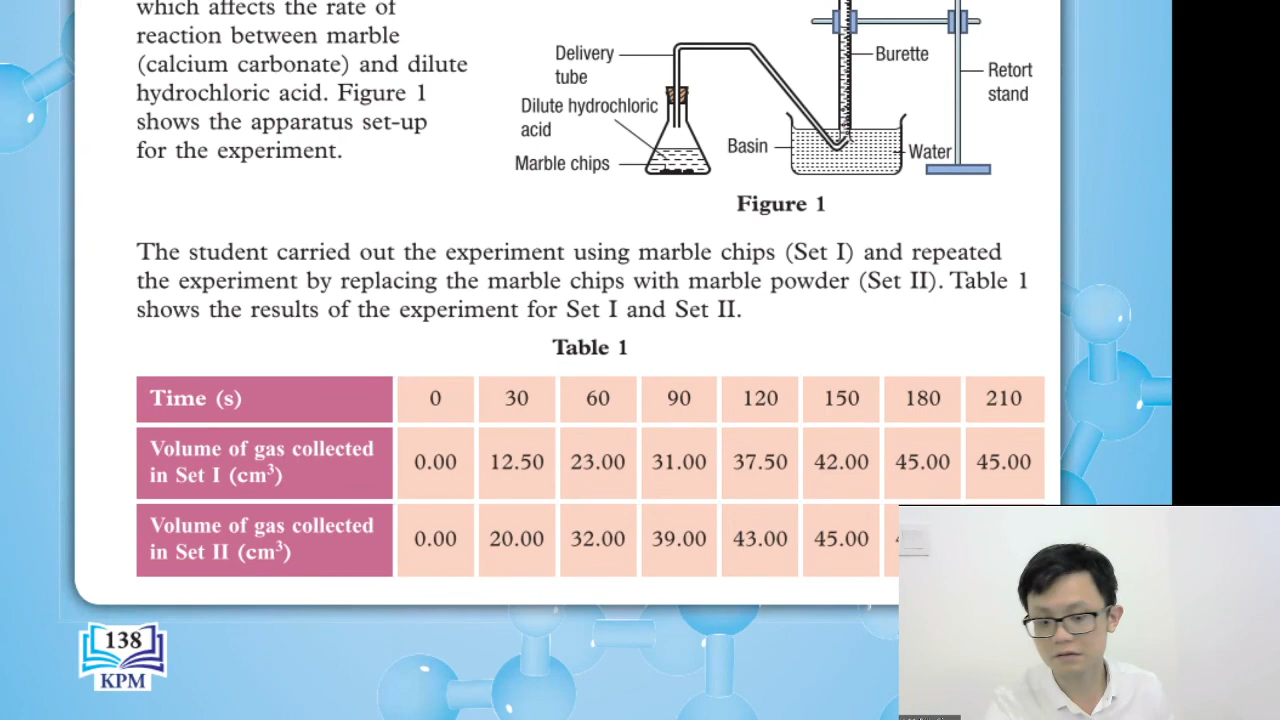 which affects the rate of
reaction between marble
(calcium carbonate) and dilute
hydrochloric acid. Figure 1
shows the apparatus set-up
for the experiment.
Delivery
tube
Dilute hydrochloric
acid
Marble chips
Burette
Retort
stand
Basin
Water
Figure 1
The student carried out the experiment using marble chips (Set I) and repeated
the experiment by replacing the marble chips with marble powder (Set II). Table 1
shows the results of the experiment for Set I and Set II.
Table 1
Time (s) 0 30 60 90 120 150 180 210
Volume of gas collected
in Set I (cm³) 0.00 12.50 23.00 31.00 37.50 42.00 45.00 45.00
Volume of gas collected
in Set II (cm³) 0.00 20.00 32.00 39.00 43.00 45.00
138
KPM